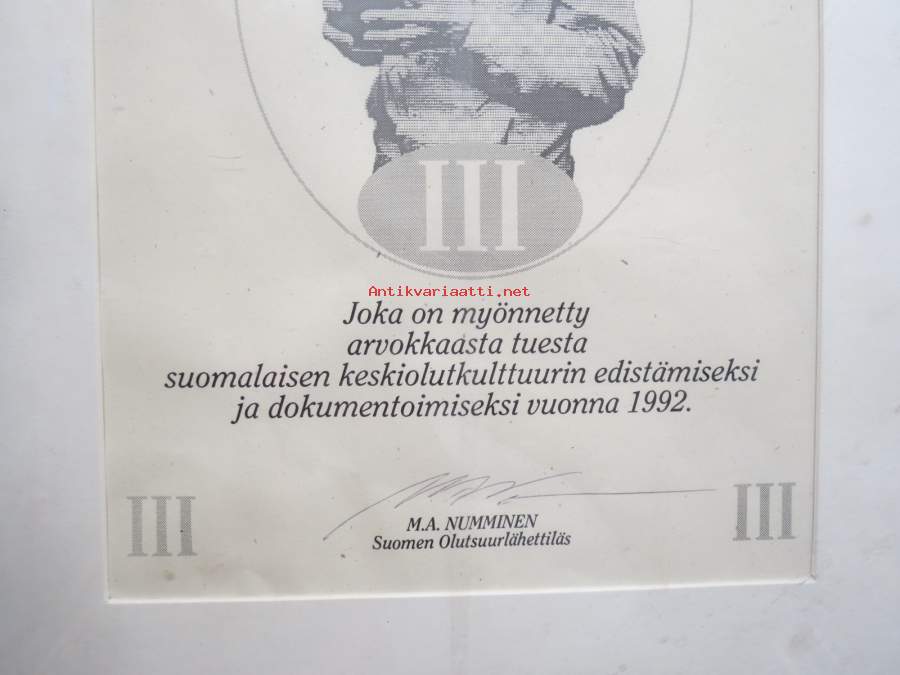 III
Antikvariaatti.net
Joka on myönnetty
arvokkaasta tuesta
suomalaisen keskiolutkulttuurin edistämiseksi
ja dokumentoimiseksi vuonna 1992.
III
III
M.A. NUMMINEN
Suomen Olutsuurlähettiläs